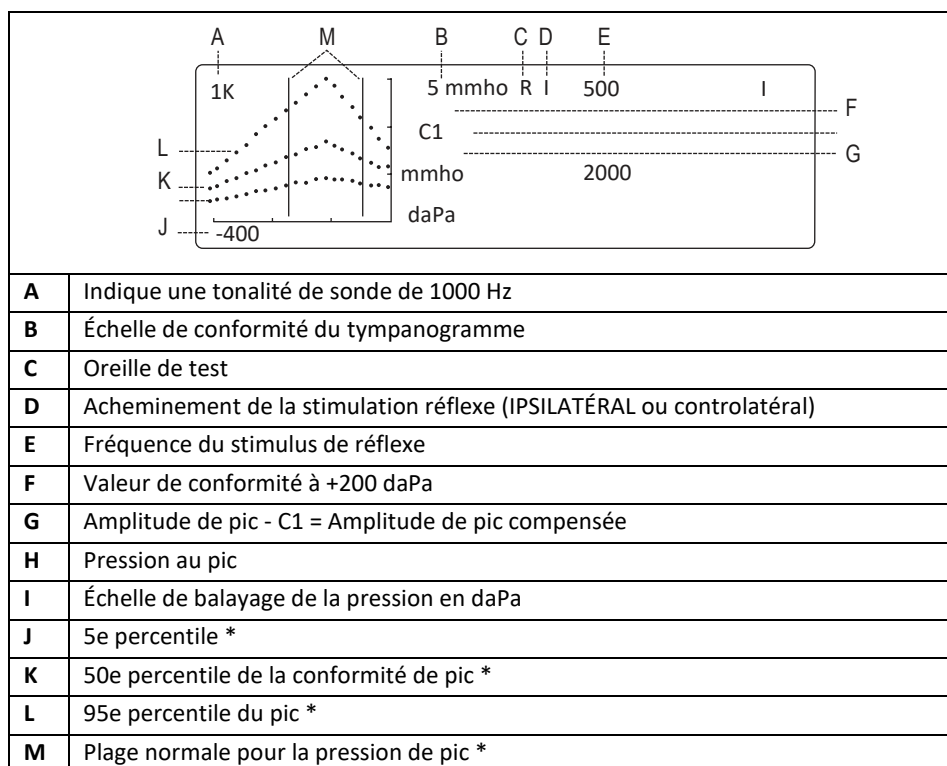 A M B C D E
1K 5 mmho R I 500 I
F
C1
L G
K mmho 2000
daPa
J -400
A Indique une tonalité de sonde de 1000 Hz
B Échelle de conformité du tympanogramme
C Oreille de test
D Acheminement de la stimulation réflexe (IPSILATÉRAL ou controlatéral)
E Fréquence du stimulus de réflexe
F Valeur de conformité à +200 daPa
G Amplitude de pic - C1 = Amplitude de pic compensée
H Pression au pic
I Échelle de balayage de la pression en daPa
J 5e percentile *
K 50e percentile de la conformité de pic *
L 95e percentile du pic *
M Plage normale pour la pression de pic *